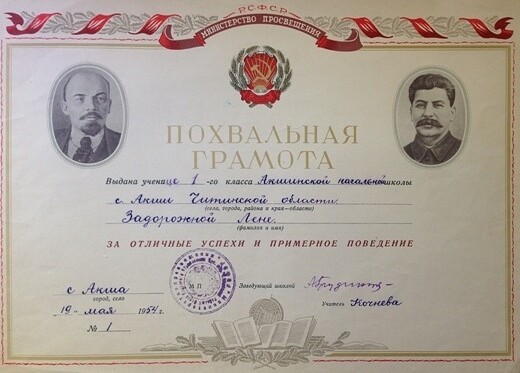 Р.С.Ф.С.Р.
МИНИСТЕРСТВО ПРОСВЕЩЕНИЯ
ПОХВАЛЬНАЯ
ГРАМОТА
Выдана ученице 1 -го класса Акшинской начальной школы
с. Акши Читинской области.
(села, города, района и края—области)
Задорожной Лене.
(фамилия и имя)
ЗА ОТЛИЧНЫЕ УСПЕХИ И ПРИМЕРНОЕ ПОВЕДЕНИЕ
с Акша
город, село
М П
Заведующий школой
19 мая 1954 г.
Учитель Кочнева
№ 1